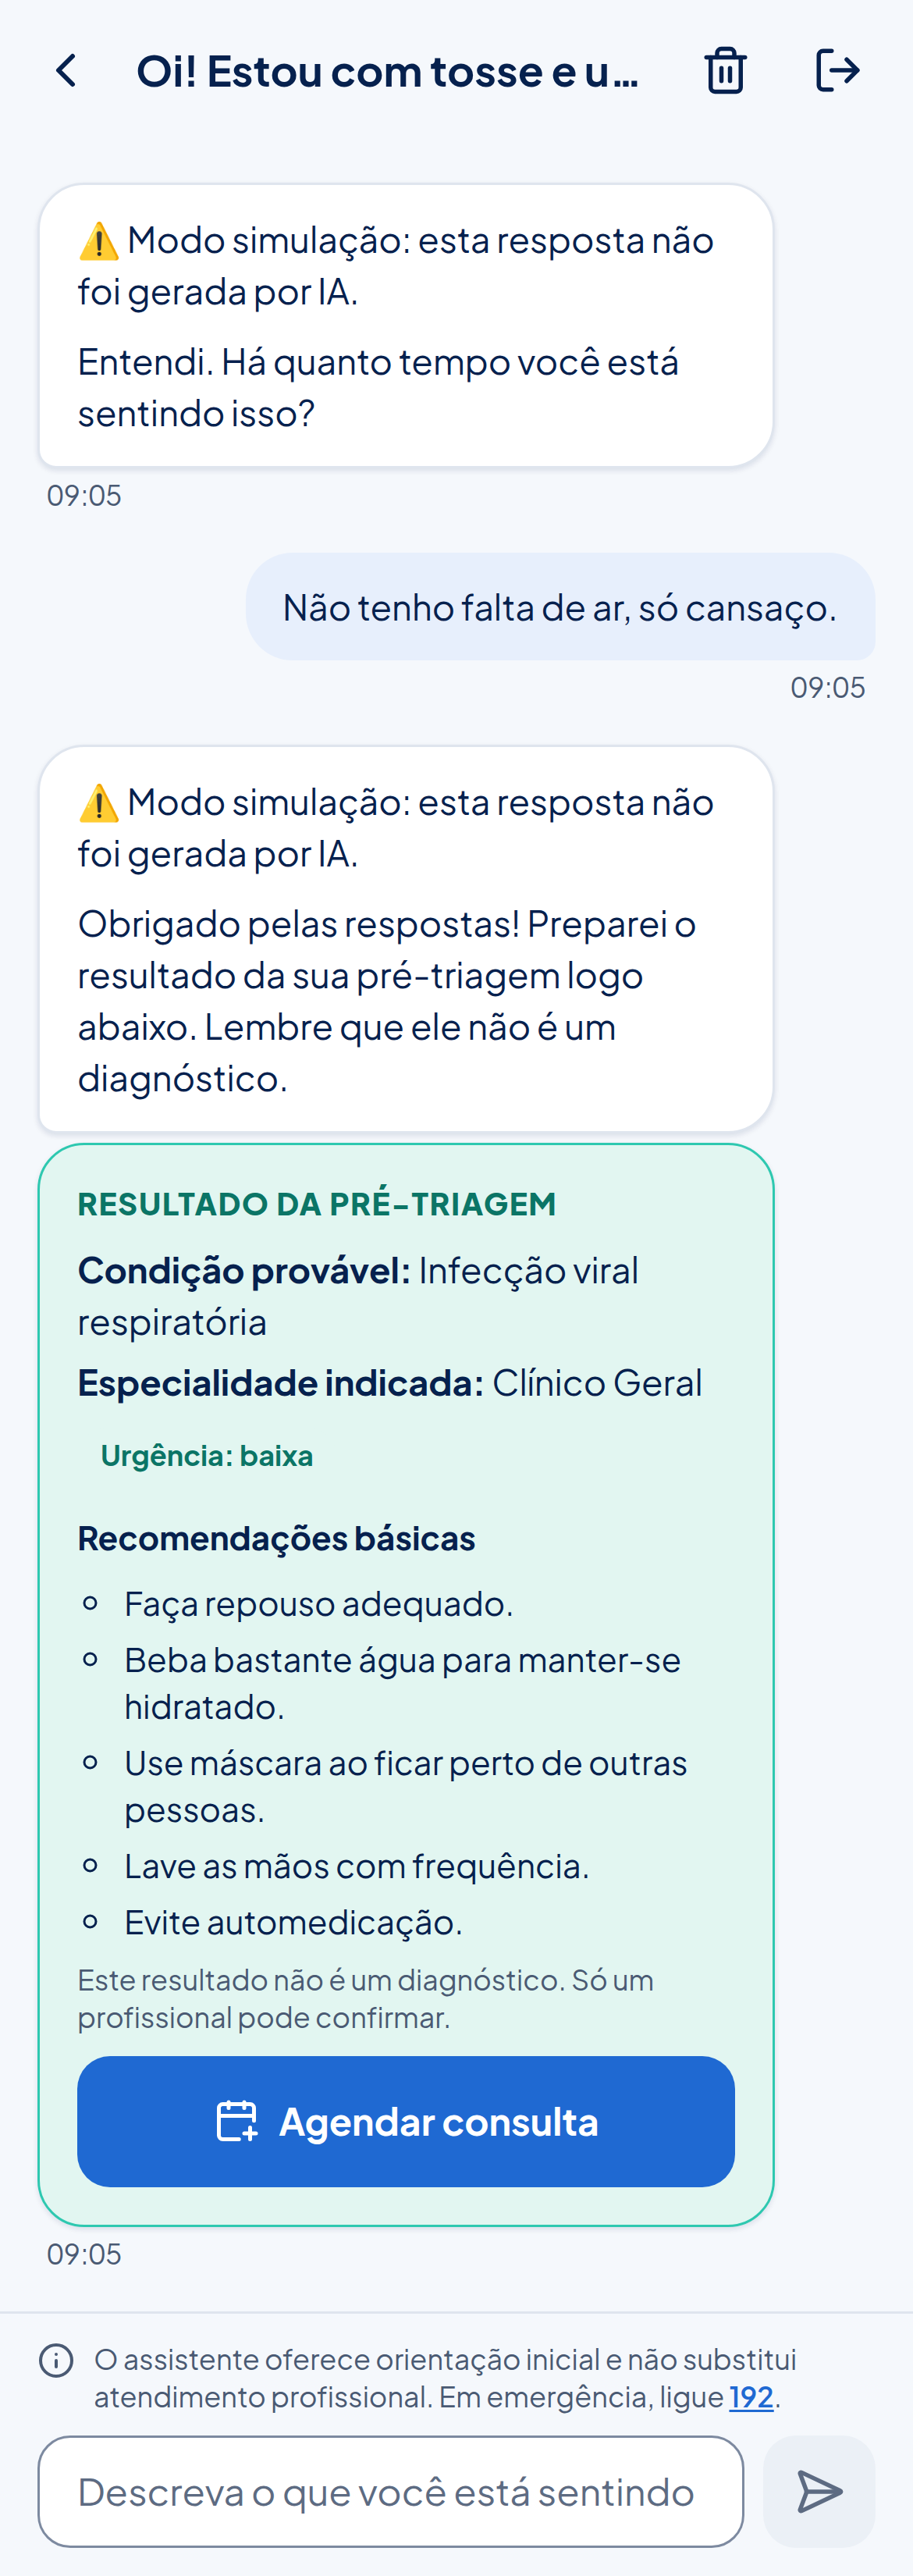 Oi! Estou com tosse e u...
⚠️ Modo simulação: esta resposta não
foi gerada por IA.
Entendi. Há quanto tempo você está
sentindo isso?
09:05
Não tenho falta de ar, só cansaço.
09:05
⚠️ Modo simulação: esta resposta não
foi gerada por IA.
Obrigado pelas respostas! Preparei o
resultado da sua pré-triagem logo
abaixo. Lembre que ele não é um
diagnóstico.
RESULTADO DA PRÉ-TRIAGEM
Condição provável: Infecção viral
respiratória
Especialidade indicada: Clínico Geral
Urgência: baixa
Recomendações básicas
Faça repouso adequado.
Beba bastante água para manter-se
hidratado.
Use máscara ao ficar perto de outras
pessoas.
Lave as mãos com frequência.
Evite automedicação.
Este resultado não é um diagnóstico. Só um
profissional pode confirmar.
Agendar consulta
09:05
O assistente oferece orientação inicial e não substitui
atendimento profissional. Em emergência, ligue 192.
Descreva o que você está sentindo